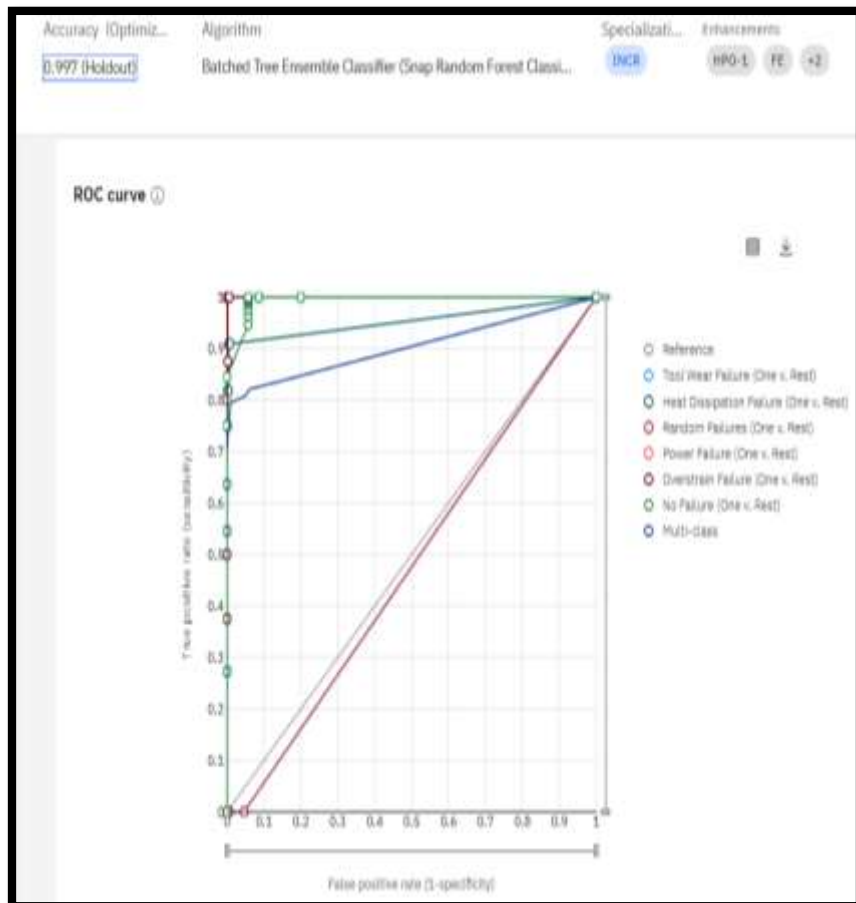 Accuracy (Optimiz...
Algorithm
Specializati...
Enhancements
0.997 (Holdout)
Batched Tree Ensemble Classifier (Snap Random Forest Classi...
INCR
HPO-1
FE
+2
ROC curve
Reference
Tool Wear Failure (One v. Rest)
Heat Dissipation Failure (One v. Rest)
Random Failures (One v. Rest)
Power Failure (One v. Rest)
Overstrain Failure (One v. Rest)
No Failure (One v. Rest)
Multi-class
True positive rate (sensitivity)
0.9
0.8
0.7
0.6
0.5
0.4
0.3
0.2
0.1
0
0 0.1 0.2 0.3 0.4 0.5 0.6 0.7 0.8 0.9 1
False positive rate (1-specificity)